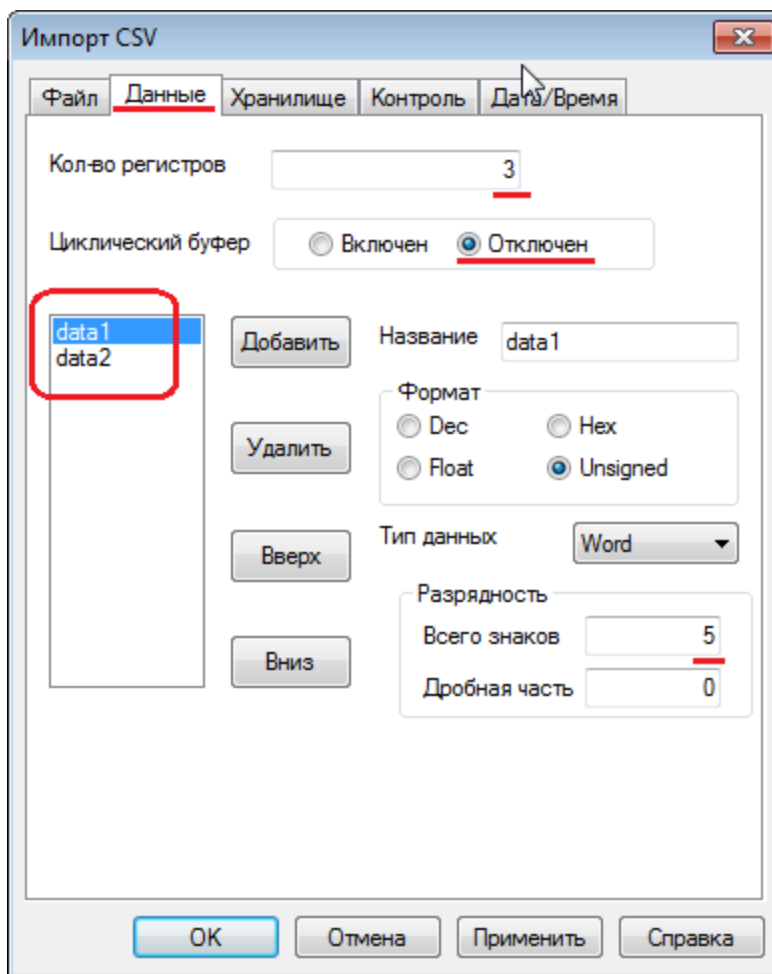 Импорт CSV
Файл Данные Хранилище Контроль Дата/Время
Кол-во регистров 3
Циклический буфер Включен Отключен
data1 Добавить Название data1
data2
Формат
Dec Hex
Удалить
Float Unsigned
Тип данных Word
Вверх
Разрядность
Всего знаков 5
Вниз
Дробная часть 0
OK Отмена Применить Справка